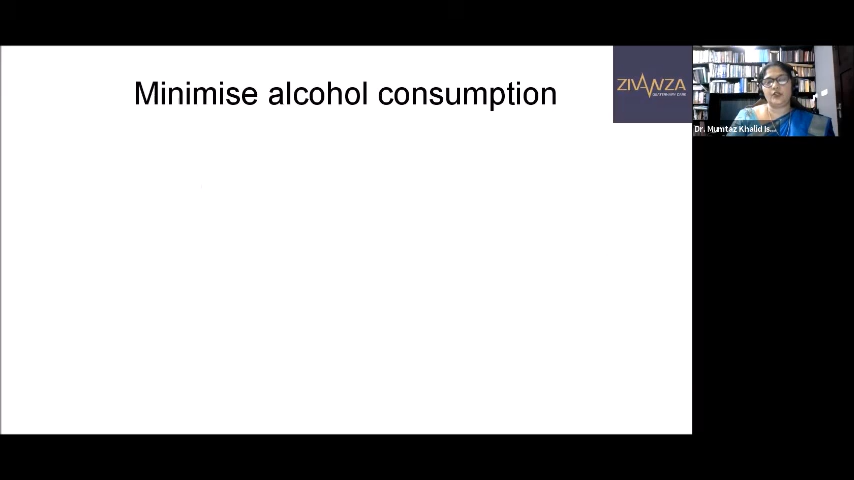 Minimise alcohol consumption
ZIVANZA
Dr. Mumtaz Khalid Is...